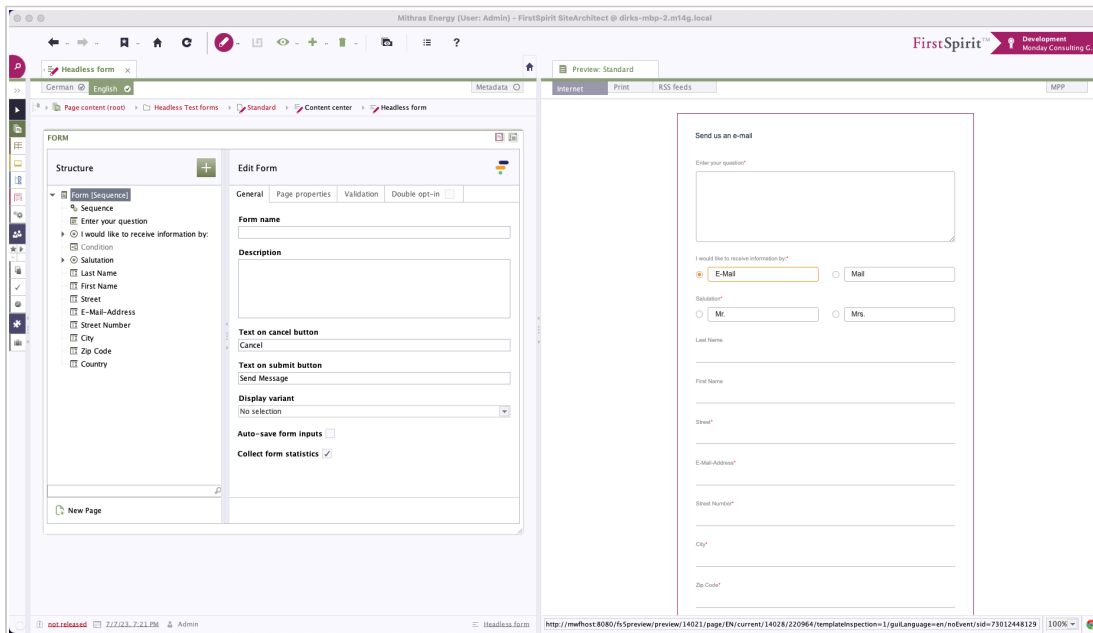 Mithras Energy (User: Admin) - FirstSpirit SiteArchitect @ dirks-mbp-2.m14g.local
FirstSpirit™
Development
Monday Consulting G...
Headless form
Preview: Standard
German
English
Metadata
Internet
Print
RSS feeds
MPP
Page content (root)
Headless Test forms
Standard
Content center
Headless form
FORM
Structure
Edit Form
Form [Sequence]
Sequence
Enter your question
I would like to receive information by:
Condition
Salutation
Last Name
First Name
Street
E-Mail-Address
Street Number
City
Zip Code
Country
New Page
General
Page properties
Validation
Double opt-in
Form name
Description
Text on cancel button
Cancel
Text on submit button
Send Message
Display variant
No selection
Auto-save form inputs
Collect form statistics
Send us an e-mail
Enter your question*
I would like to receive information by:*
E-Mail
Mail
Salutation*
Mr.
Mrs.
Last Name
First Name
Street*
E-Mail-Address*
Street Number*
City*
Zip Code*
not released
7/7/23, 7:21 PM
Admin
Headless form
http://mwfhost:8080/fs5preview/preview/14021/page/EN/current/14028/220964/templateInspection=1/guiLanguage=en/noEvent/sid=73012448129
100%